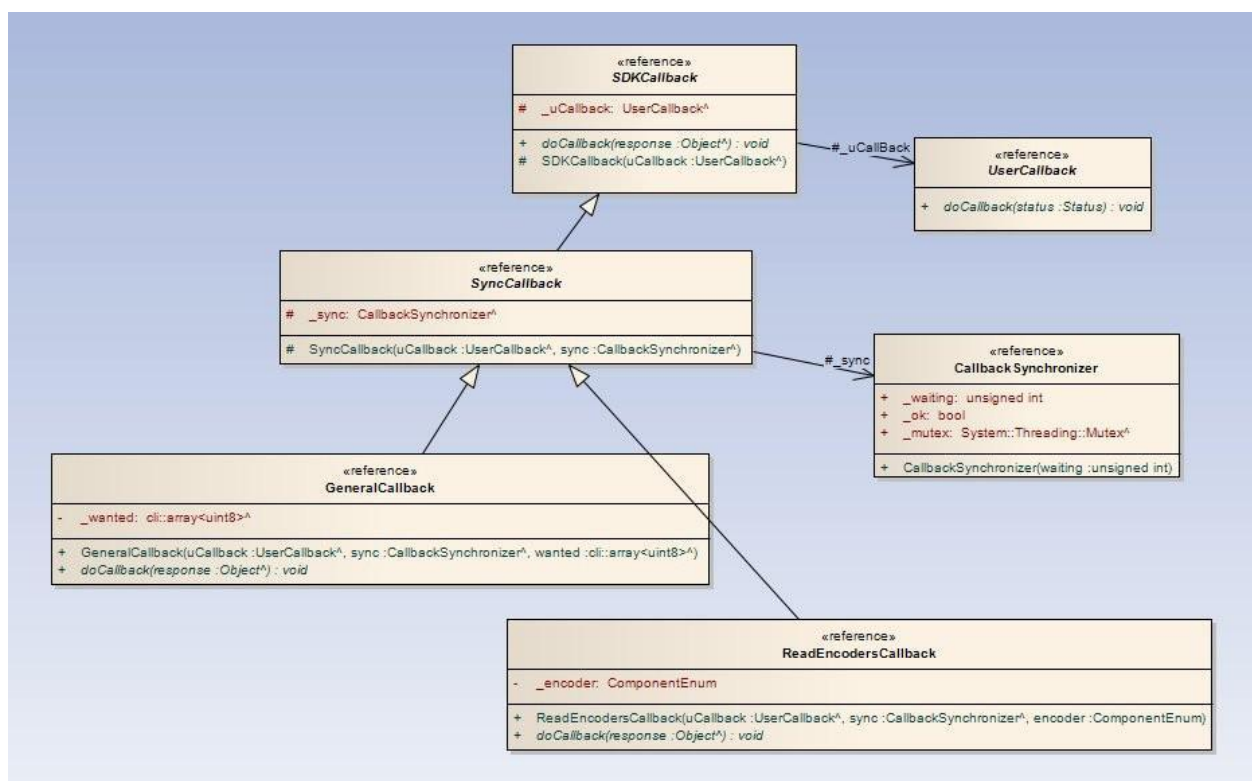 «reference»
SDKCallback
# _uCallback: UserCallback^
+ doCallback(response :Object^) : void
# SDKCallback(uCallback :UserCallback^)
#_uCallBack
«reference»
UserCallback
+ doCallback(status :Status) : void
«reference»
SyncCallback
# _sync: CallbackSynchronizer^
# SyncCallback(uCallback :UserCallback^, sync :CallbackSynchronizer^)
#_sync
«reference»
CallbackSynchronizer
+ _waiting: unsigned int
+ _ok: bool
+ _mutex: System::Threading::Mutex^
+ CallbackSynchronizer(waiting :unsigned int)
«reference»
GeneralCallback
- _wanted: cli::array<uint8>^
+ GeneralCallback(uCallback :UserCallback^, sync :CallbackSynchronizer^, wanted :cli::array<uint8>^)
+ doCallback(response :Object^) : void
«reference»
ReadEncodersCallback
- _encoder: ComponentEnum
+ ReadEncodersCallback(uCallback :UserCallback^, sync :CallbackSynchronizer^, encoder :ComponentEnum)
+ doCallback(response :Object^) : void